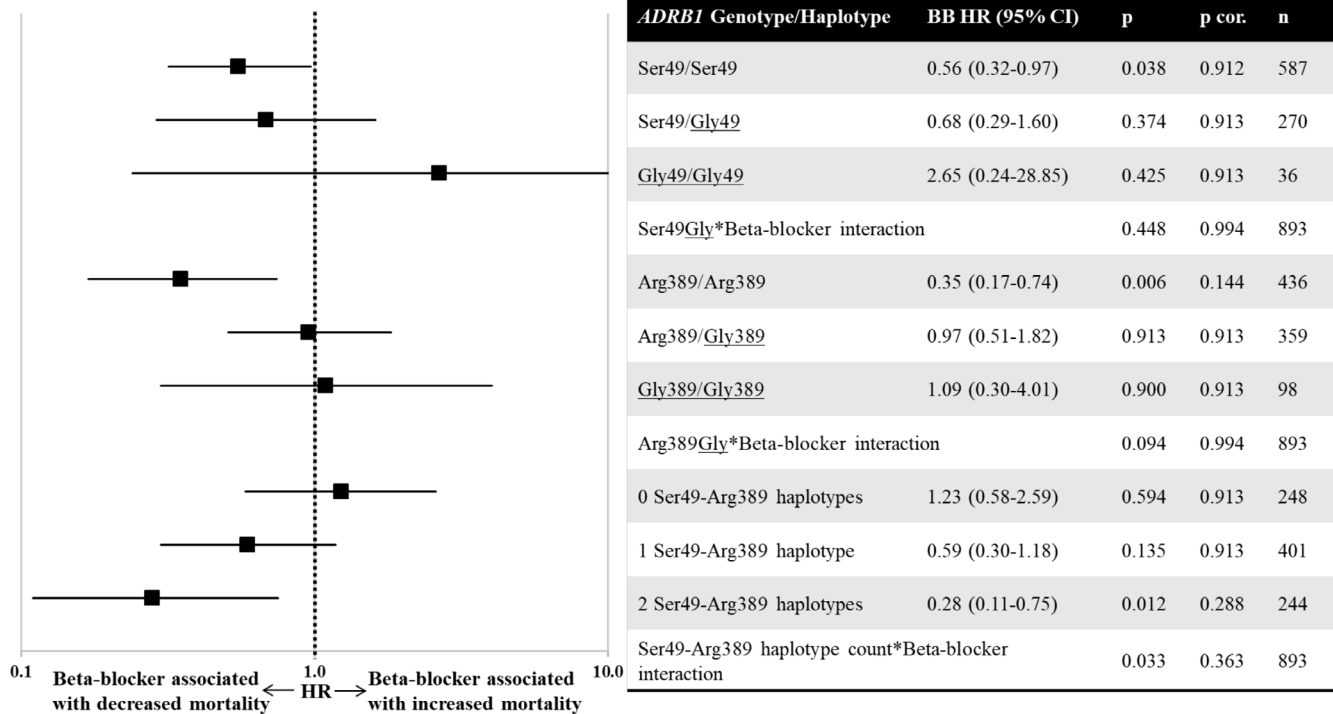 ADRB1 Genotype/Haplotype BB HR (95% CI) p p cor. n
Ser49/Ser49 0.56 (0.32-0.97) 0.038 0.912 587
Ser49/Gly49 0.68 (0.29-1.60) 0.374 0.913 270
Gly49/Gly49 2.65 (0.24-28.85) 0.425 0.913 36
Ser49Gly*Beta-blocker interaction 0.448 0.994 893
Arg389/Arg389 0.35 (0.17-0.74) 0.006 0.144 436
Arg389/Gly389 0.97 (0.51-1.82) 0.913 0.913 359
Gly389/Gly389 1.09 (0.30-4.01) 0.900 0.913 98
Arg389Gly*Beta-blocker interaction 0.094 0.994 893
0 Ser49-Arg389 haplotypes 1.23 (0.58-2.59) 0.594 0.913 248
1 Ser49-Arg389 haplotype 0.59 (0.30-1.18) 0.135 0.913 401
2 Ser49-Arg389 haplotypes 0.28 (0.11-0.75) 0.012 0.288 244
Ser49-Arg389 haplotype count*Beta-blocker
interaction 0.033 0.363 893
0.1 1.0 10.0
Beta-blocker associated
with decreased mortality
HR
Beta-blocker associated
with increased mortality